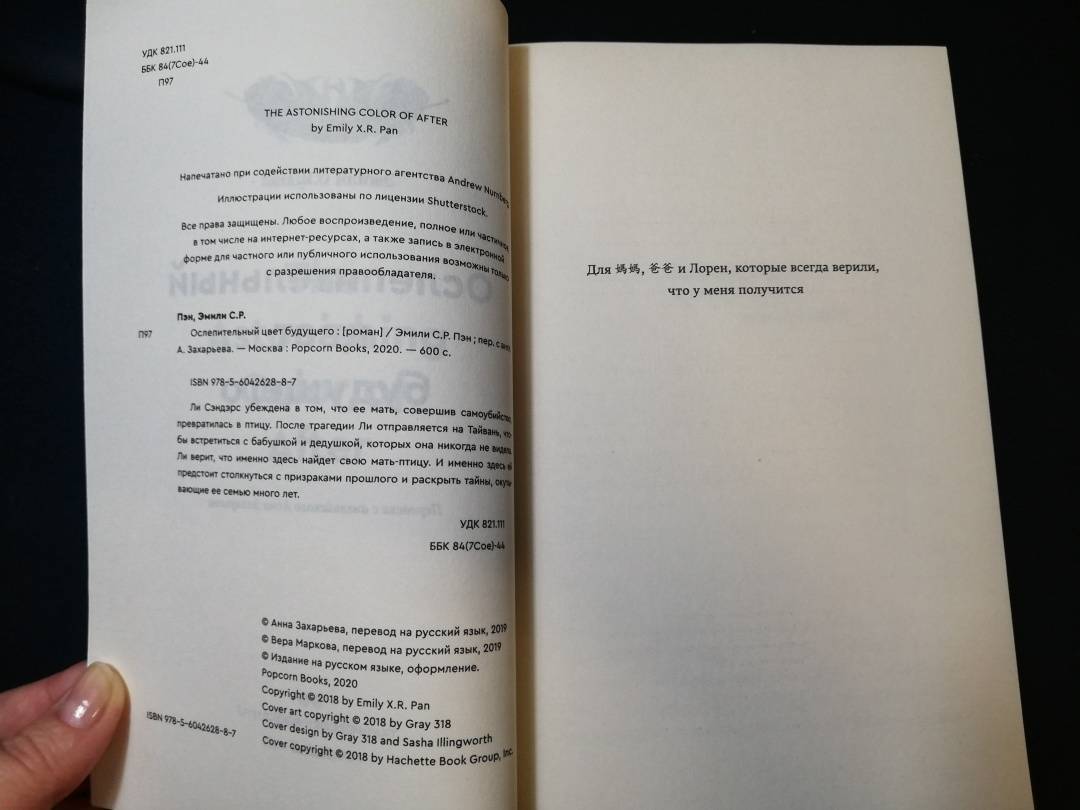 УДК 821.111
ББК 84(7Сое)-44
П97
THE ASTONISHING COLOR OF AFTER
by Emily X.R. Pan
Напечатано при содействии литературного агентства Andrew Nurnberg
Иллюстрации использованы по лицензии Shutterstock.
Все права защищены. Любое воспроизведение, полное или частичное
в том числе на интернет-ресурсах, а также запись в электронной
форме для частного или публичного использования возможны только
с разрешения правообладателя.
Пэн, Эмили С.Р.
П97
Ослепительный цвет будущего : [роман] / Эмили С.Р. Пэн ; пер. с англ.
А. Захарьева. — Москва : Popcorn Books, 2020. — 600 с.
ISBN 978-5-6042628-8-7
Ли Сэндэрс убеждена в том, что ее мать, совершив самоубийство,
превратилась в птицу. После трагедии Ли отправляется на Тайвань, что-
бы встретиться с бабушкой и дедушкой, которых она никогда не видела.
Ли верит, что именно здесь найдет свою мать-птицу. И именно здесь ей
предстоит столкнуться с призраками прошлого и раскрыть тайны, окуты-
вающие ее семью много лет.
УДК 821.111
ББК 84(7Сое)-44
© Анна Захарьева, перевод на русский язык, 2019
© Вера Маркова, перевод на русский язык, 2019
© Издание на русском языке, оформление.
Popcorn Books, 2020
Copyright © 2018 by Emily X.R. Pan
Cover art copyright © 2018 by Gray 318
Cover design by Gray 318 and Sasha Illingworth
Cover copyright © 2018 by Hachette Book Group, Inc.
ISBN 978-5-6042628-8-7
Для 媽媽, 爸爸 и Лорен, которые всегда верили,
что у меня получится